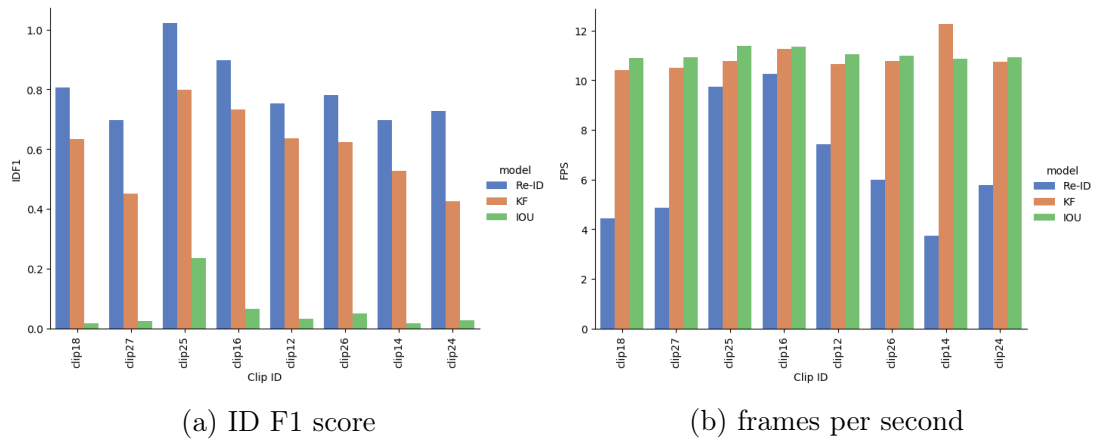 1.0
0.8
0.6
0.4
0.2
0.0
IDF1
clip18
clip27
clip25
clip16
clip12
clip26
clip14
clip24
Clip ID
model
Re-ID
KF
IOU
(a) ID F1 score
12
10
8
6
4
2
0
FPS
clip18
clip27
clip25
clip16
clip12
clip26
clip14
clip24
Clip ID
model
Re-ID
KF
IOU
(b) frames per second